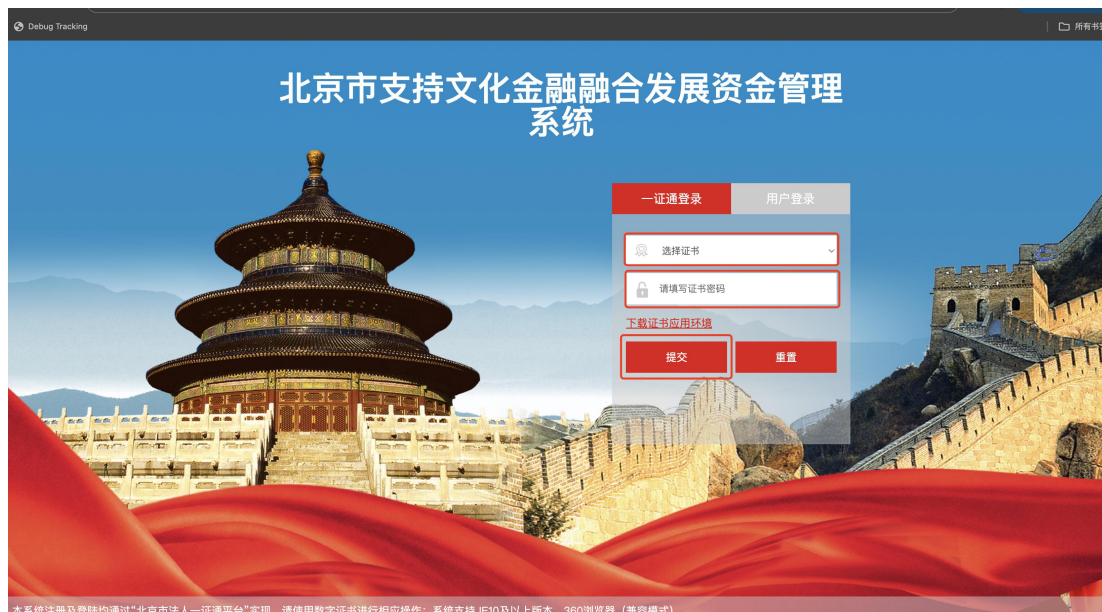 Debug Tracking
所有书
北京市支持文化金融融合发展资金管理
系统
一证通登录
用户登录
选择证书
请填写证书密码
下载证书应用环境
提交
重置
本系统注册及登陆均通过“北京市法人一证通平台”实现，请使用数字证书进行相应操作；系统支持 IE10及以上版本、360浏览器（兼容模式）